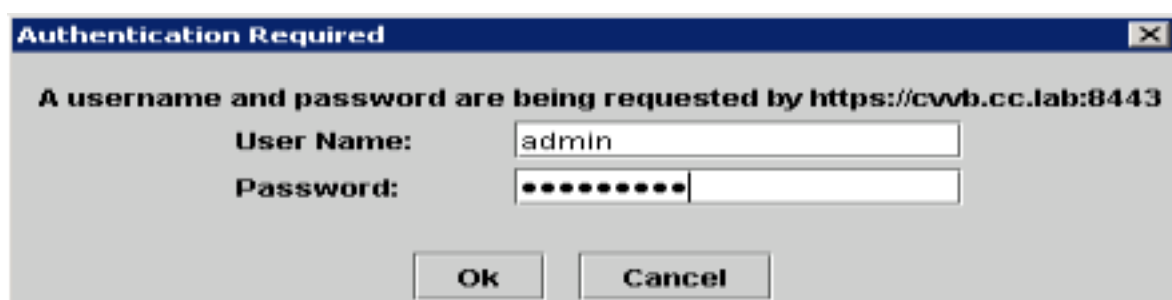 Authentication Required
A username and password are being requested by https://cvvb.cc.lab:8443
User Name: admin
Password: •••••••••
Ok Cancel